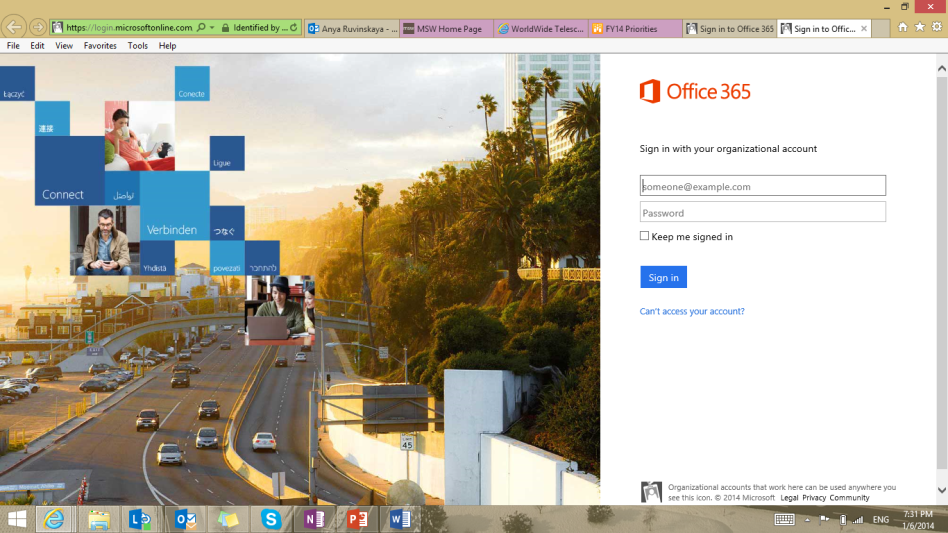 https://login.microsoftonline.com
Identified by ...
Anya Ruvinskaya - ...
MSW Home Page
WorldWide Telesc...
FY14 Priorities
Sign in to Office 365
Sign in to Offic...
File Edit View Favorites Tools Help
Łączyć
Conecte
連接
Ligue
Connect
تواصَل
Verbinden
つなぐ
Yhdistä
povezati
להתחבר
45
Office 365
Sign in with your organizational account
someone@example.com
Password
Keep me signed in
Sign in
Can't access your account?
Organizational accounts that work here can be used anywhere you
see this icon. © 2014 Microsoft Legal Privacy Community
ENG
7:31 PM
1/6/2014